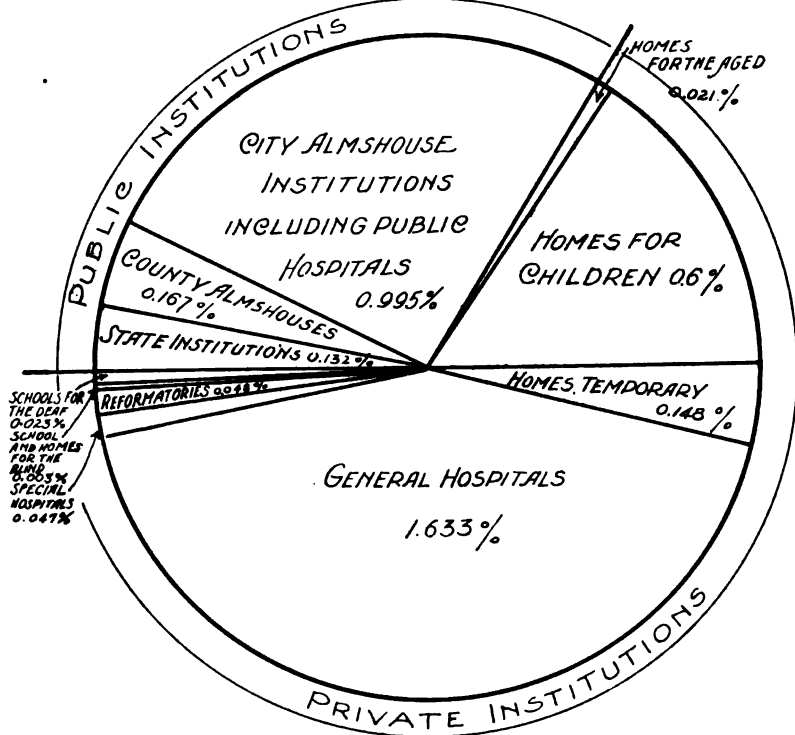 PUBLIC INSTITUTIONS
HOMES
FOR THE AGED
0.021.%
CITY ALMSHOUSE
INSTITUTIONS
INCLUDING PUBLIC
HOSPITALS
0.995%
HOMES FOR
CHILDREN 0.6%
COUNTY ALMSHOUSES
0.167%
STATE INSTITUTIONS 0.132%
HOMES, TEMPORARY
0.148%
REFORMATORIES
SCHOOLS FOR
THE DEAF
0.023%
SCHOOL
AND HOMES
FOR THE
BLIND
0.003%
SPECIAL
HOSPITALS
0.047%
GENERAL HOSPITALS
1.633%
PRIVATE INSTITUTIONS